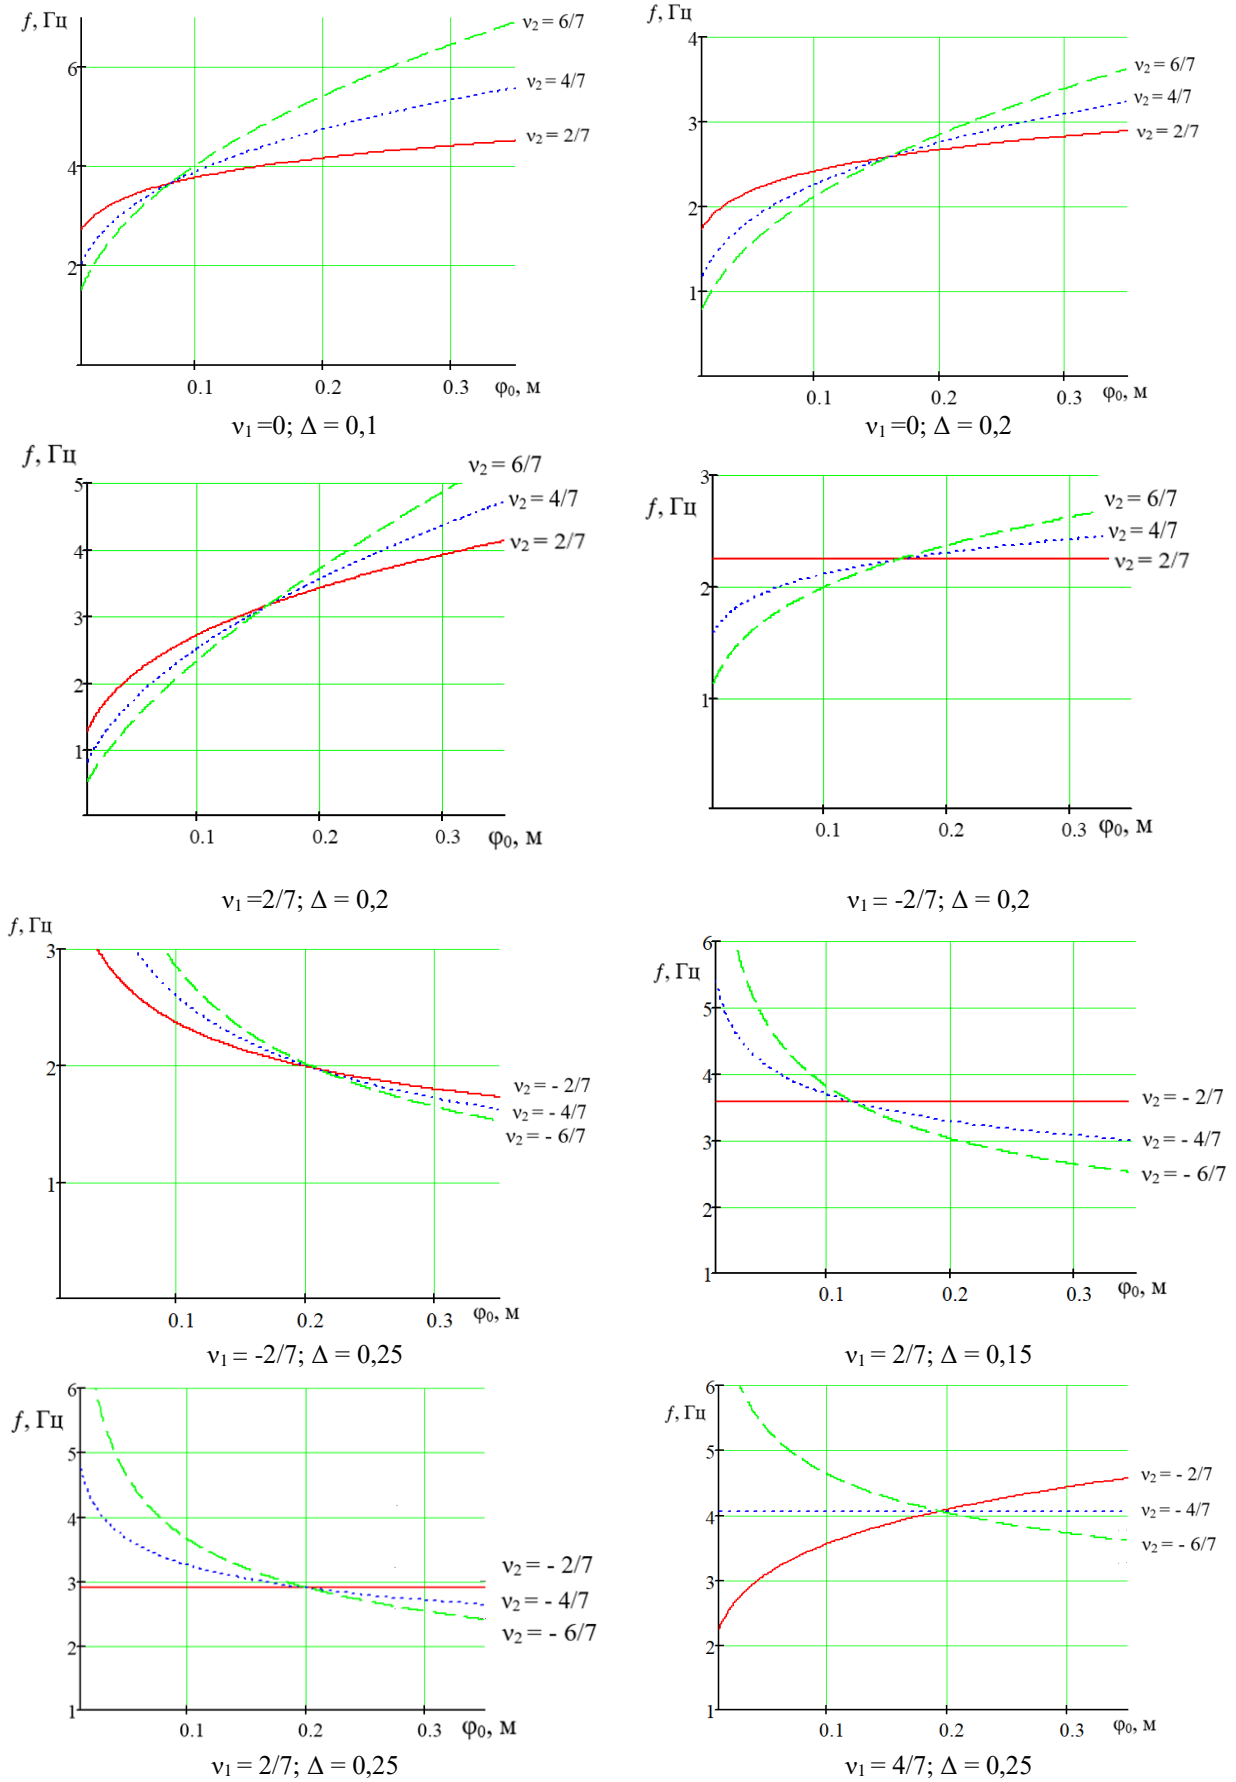 f, Гц
6
4
2
0.1 0.2 0.3 φ₀, м
ν₂ = 6/7
ν₂ = 4/7
ν₂ = 2/7
ν₁ =0; Δ = 0,1
f, Гц
4
3
2
1
0.1 0.2 0.3 φ₀, м
ν₂ = 6/7
ν₂ = 4/7
ν₂ = 2/7
ν₁ =0; Δ = 0,2
f, Гц
5
4
3
2
1
0.1 0.2 0.3 φ₀, м
ν₂ = 6/7
ν₂ = 4/7
ν₂ = 2/7
ν₁ =2/7; Δ = 0,2
f, Гц
3
2
1
0.1 0.2 0.3 φ₀, м
ν₂ = 6/7
ν₂ = 4/7
ν₂ = 2/7
ν₁ = -2/7; Δ = 0,2
f, Гц
3
2
1
0.1 0.2 0.3 φ₀, м
ν₂ = - 2/7
ν₂ = - 4/7
ν₂ = - 6/7
ν₁ = -2/7; Δ = 0,25
f, Гц
6
5
4
3
2
1
0.1 0.2 0.3 φ₀, м
ν₂ = - 2/7
ν₂ = - 4/7
ν₂ = - 6/7
ν₁ = 2/7; Δ = 0,15
f, Гц
6
5
4
3
2
1
0.1 0.2 0.3 φ₀, м
ν₂ = - 2/7
ν₂ = - 4/7
ν₂ = - 6/7
ν₁ = 2/7; Δ = 0,25
f, Гц
6
5
4
3
2
1
0.1 0.2 0.3 φ₀, м
ν₂ = - 2/7
ν₂ = - 4/7
ν₂ = - 6/7
ν₁ = 4/7; Δ = 0,25